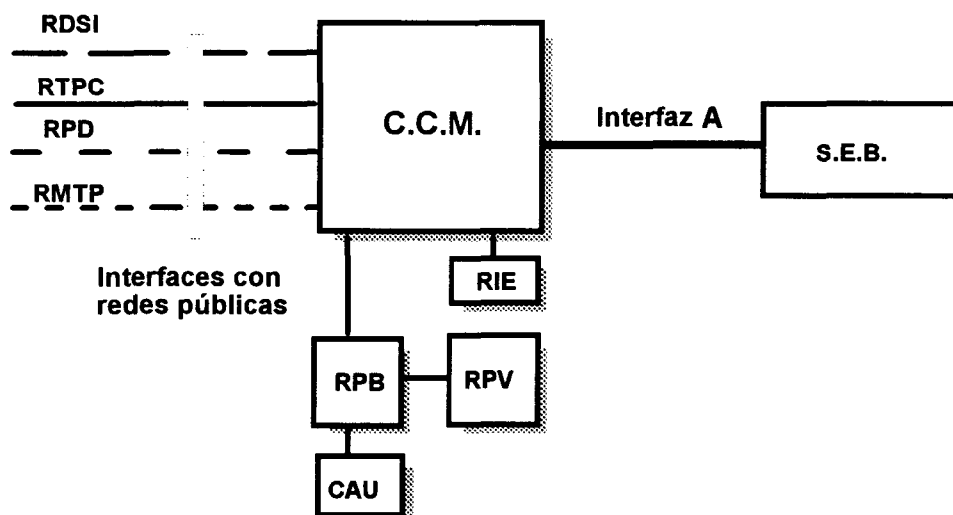 RDSI
RTPC
RPD
RMTP
C.C.M.
Interfaz A
S.E.B.
Interfaces con
redes públicas
RIE
RPB
RPV
CAU